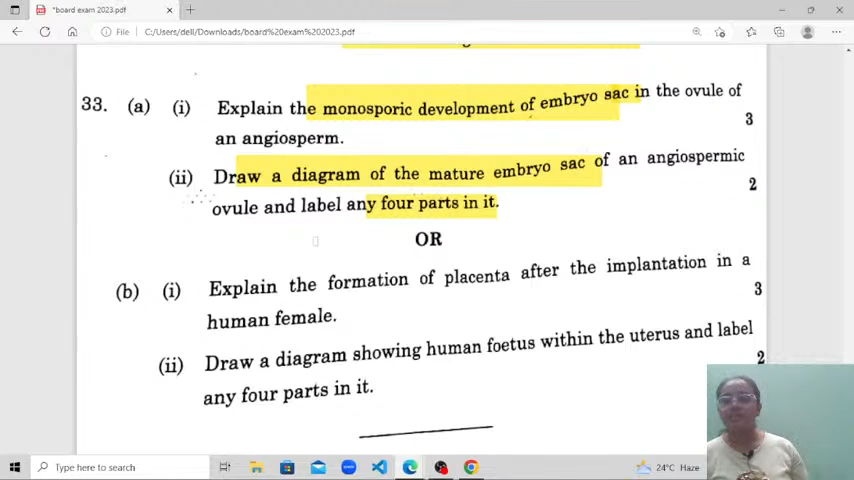 *board exam 2023.pdf
File
C:/Users/dell/Downloads/board%20exam%202023.pdf
33. (a) (i) Explain the monosporic development of embryo sac in the ovule of
an angiosperm. 3
(ii) Draw a diagram of the mature embryo sac of an angiospermic
ovule and label any four parts in it. 2
OR
(b) (i) Explain the formation of placenta after the implantation in a
human female. 3
(ii) Draw a diagram showing human foetus within the uterus and label
any four parts in it. 2
Type here to search
24°C Haze